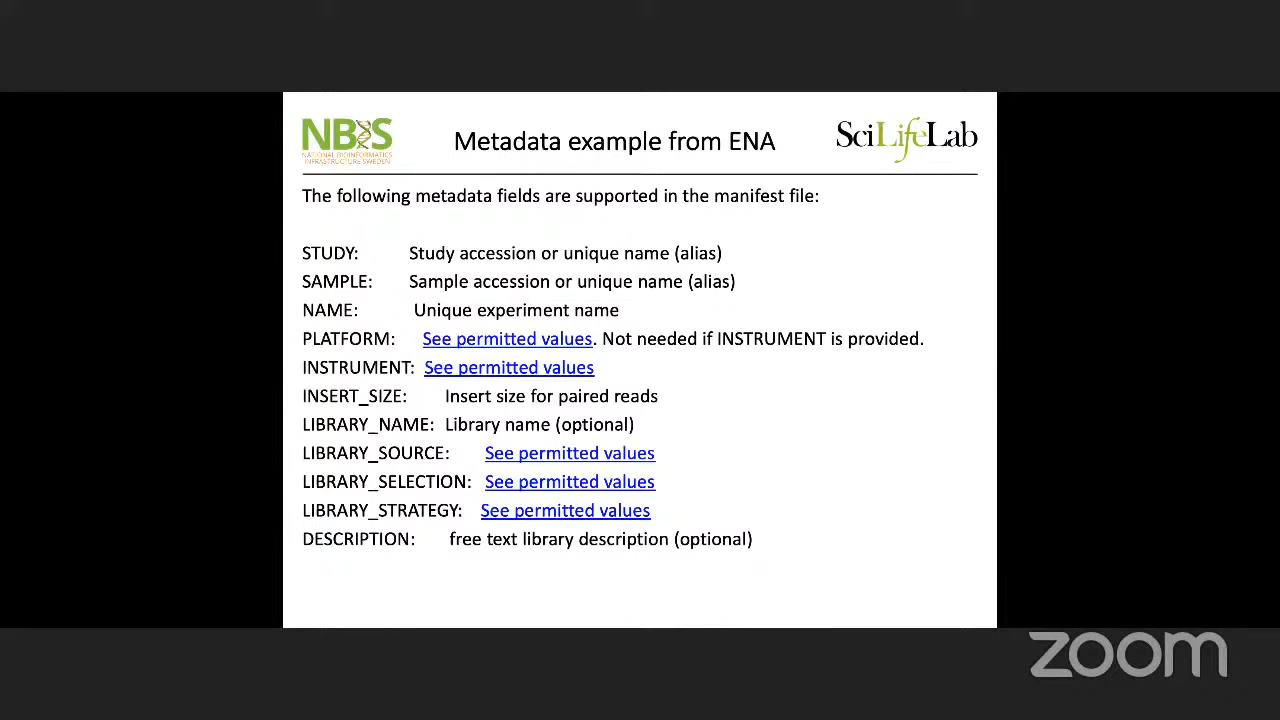 NBIS
NATIONAL BIOINFORMATICS
INFRASTRUCTURE SWEDEN
Metadata example from ENA
SciLifeLab
The following metadata fields are supported in the manifest file:
STUDY: Study accession or unique name (alias)
SAMPLE: Sample accession or unique name (alias)
NAME: Unique experiment name
PLATFORM: See permitted values. Not needed if INSTRUMENT is provided.
INSTRUMENT: See permitted values
INSERT_SIZE: Insert size for paired reads
LIBRARY_NAME: Library name (optional)
LIBRARY_SOURCE: See permitted values
LIBRARY_SELECTION: See permitted values
LIBRARY_STRATEGY: See permitted values
DESCRIPTION: free text library description (optional)
zoom